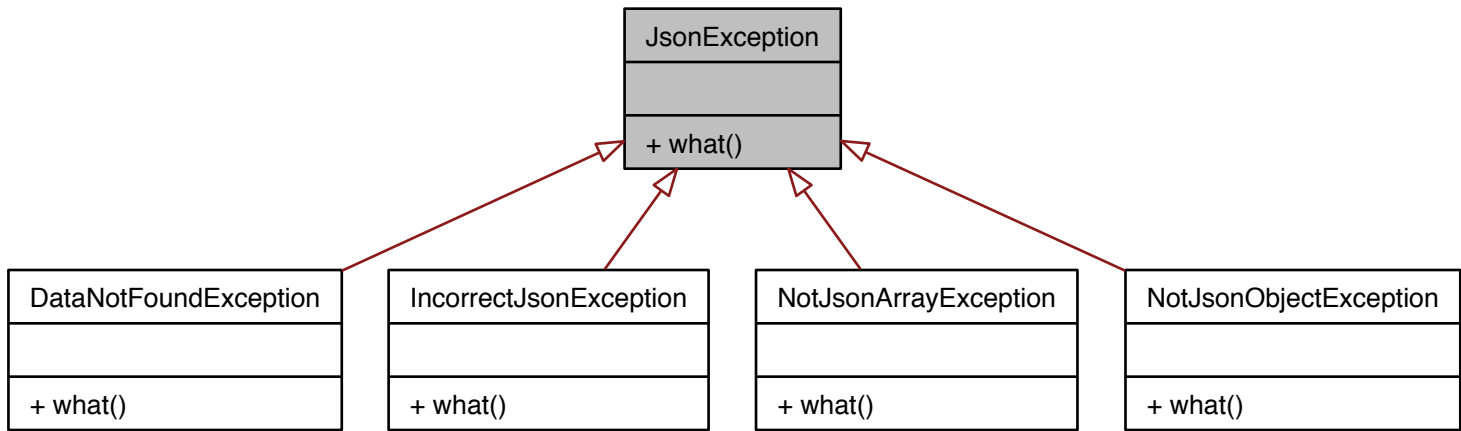 JsonException
+ what()
DataNotFoundException
+ what()
IncorrectJsonException
+ what()
NotJsonArrayException
+ what()
NotJsonObjectException
+ what()